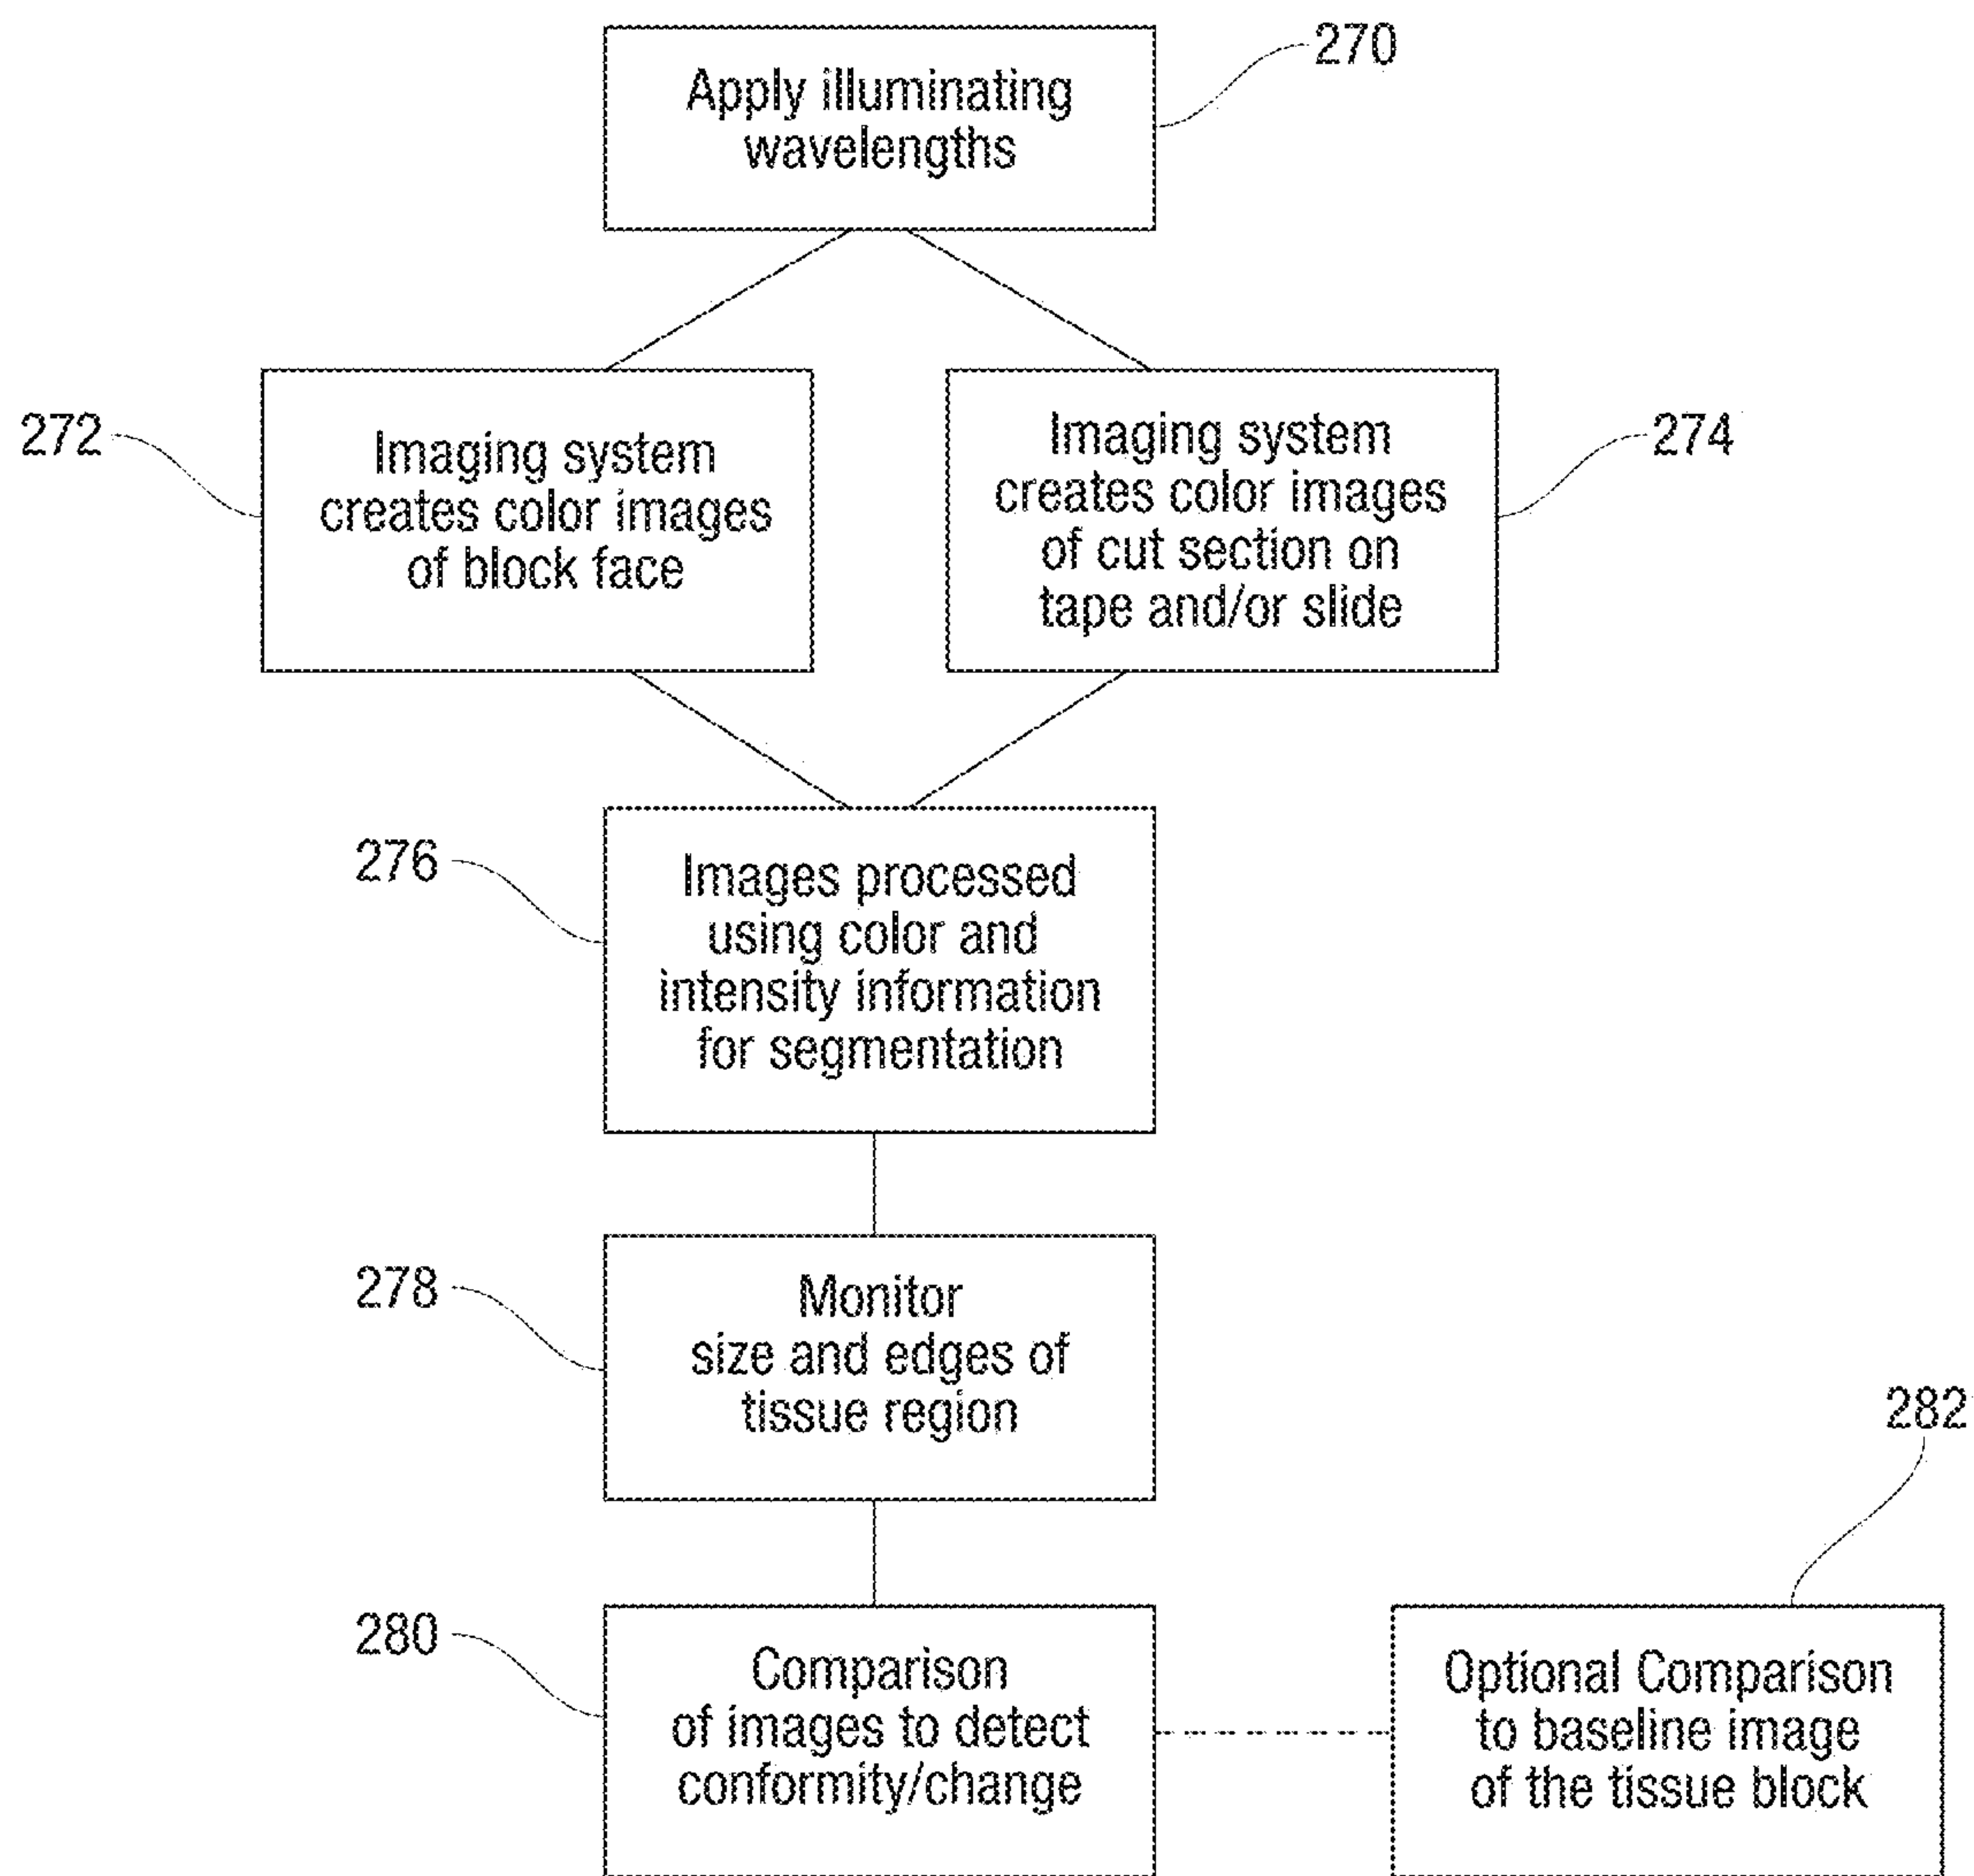 270
Apply illuminating
wavelengths
272
Imaging system
creates color images
of block face
274
Imaging system
creates color images
of cut section on
tape and/or slide
276
Images processed
using color and
intensity information
for segmentation
278
Monitor
size and edges of
tissue region
280
Comparison
of images to detect
conformity/change
282
Optional Comparison
to baseline image
of the tissue block